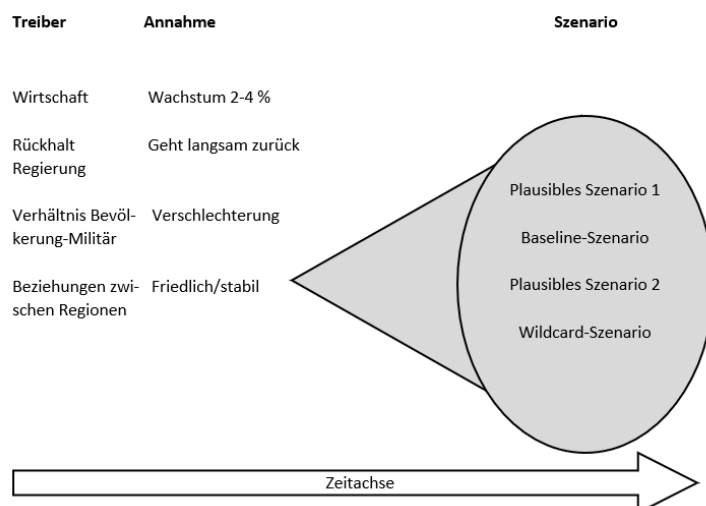 Treiber Annahme Szenario
Wirtschaft Wachstum 2-4 %
Rückhalt Geht langsam zurück
Regierung
Verhältnis Bevöl- Verschlechterung
kerung-Militär
Beziehungen zwi- Friedlich/stabil
schen Regionen
Plausibles Szenario 1
Baseline-Szenario
Plausibles Szenario 2
Wildcard-Szenario
Zeitachse